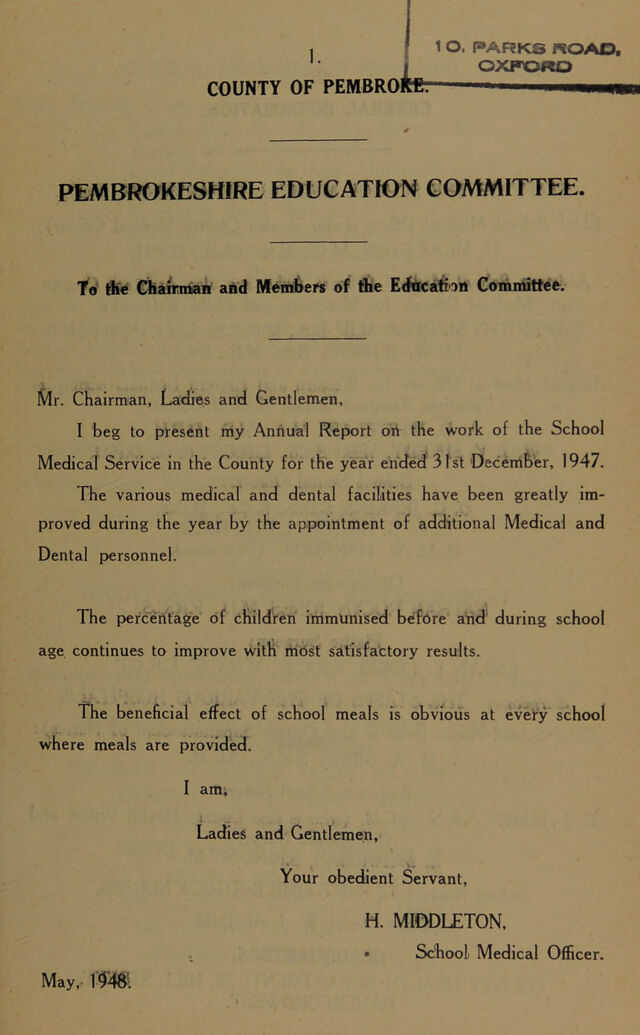 10, PARKS ROAD,
OXFORD
1.
COUNTY OF PEMBROKE.
PEMBROKESHIRE EDUCATION COMMITTEE.
To the Chairman and Members of the Education Committee.
Mr. Chairman, Ladies and Gentlemen,
I beg to present my Annual Report on the work of the School
Medical Service in the County for the year ended 31st December, 1947.
The various medical and dental facilities have been greatly im-
proved during the year by the appointment of additional Medical and
Dental personnel.
The percentage of children immunised before and during school
age continues to improve with most satisfactory results.
The beneficial effect of school meals is obvious at every school
where meals are provided.
I am,
Ladies and Gentlemen,
Your obedient Servant,
H. MIDDLETON,
School Medical Officer.
May, 1948.